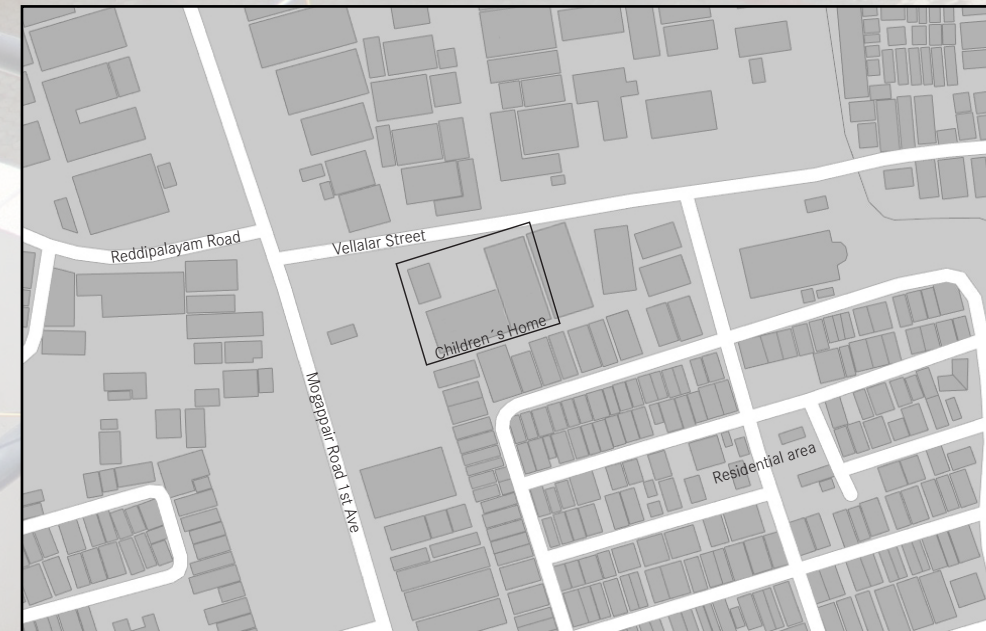 Reddipalayam Road
Vellalar Street
Children´s Home
Mogappair Road 1st Ave
Residential area